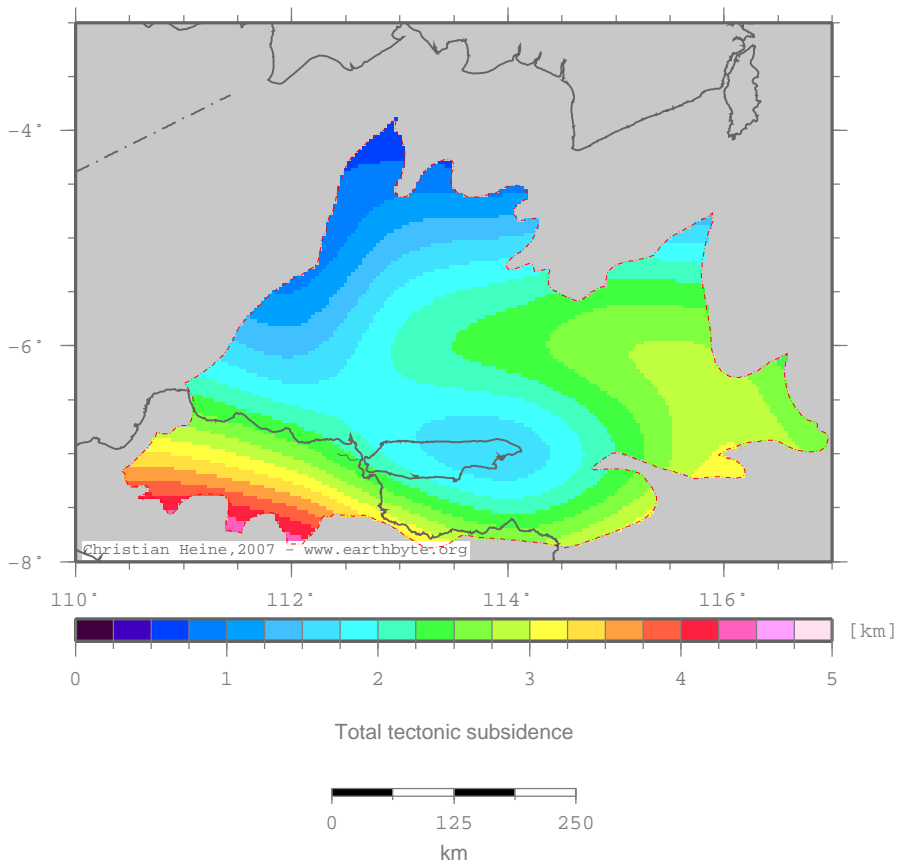 -4°
-6°
-8°
Christian Heine,2007 - www.earthbyte.org
110° 112° 114° 116°
[km]
0 1 2 3 4 5
Total tectonic subsidence
0 125 250
km